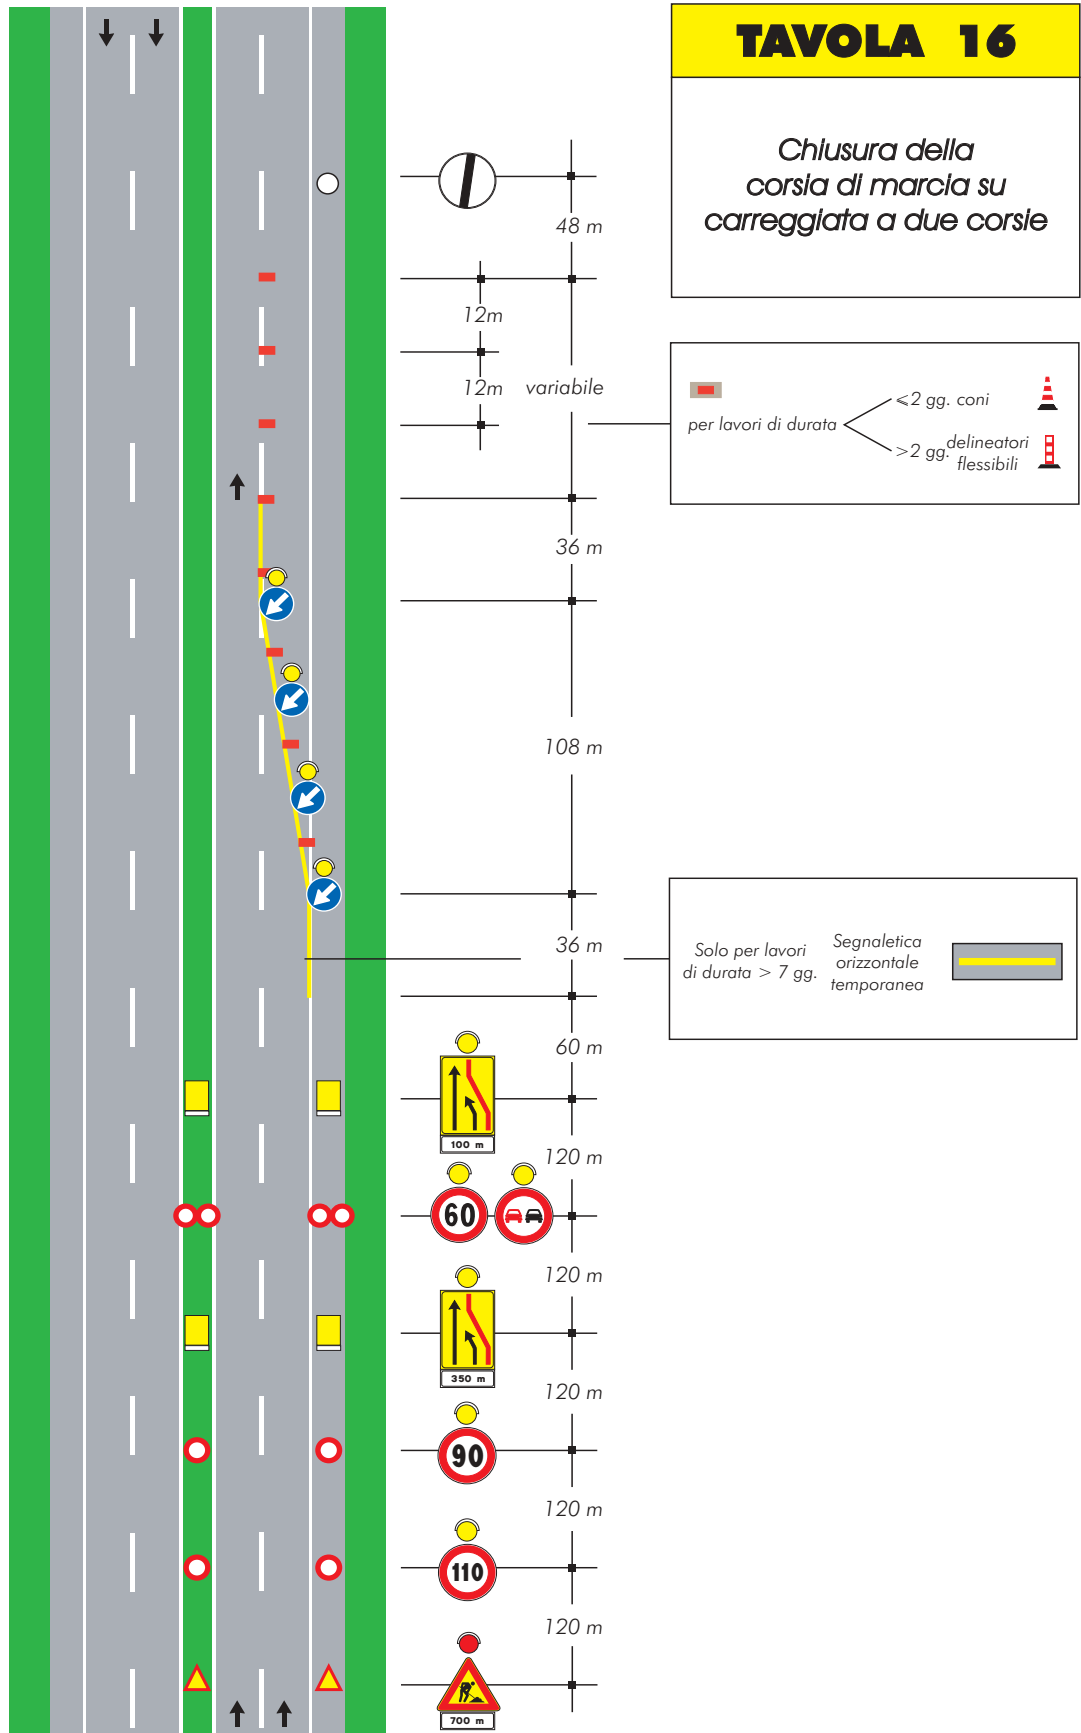 TAVOLA 16
Chiusura della
corsia di marcia su
carreggiata a due corsie
48 m
12m
12m
variabile
⩽2 gg. coni
per lavori di durata
>2 gg. delineatori
flessibili
36 m
108 m
36 m
Solo per lavori
di durata > 7 gg.
Segnaletica
orizzontale
temporanea
60 m
100 m
120 m
60
120 m
350 m
120 m
90
120 m
110
120 m
700 m